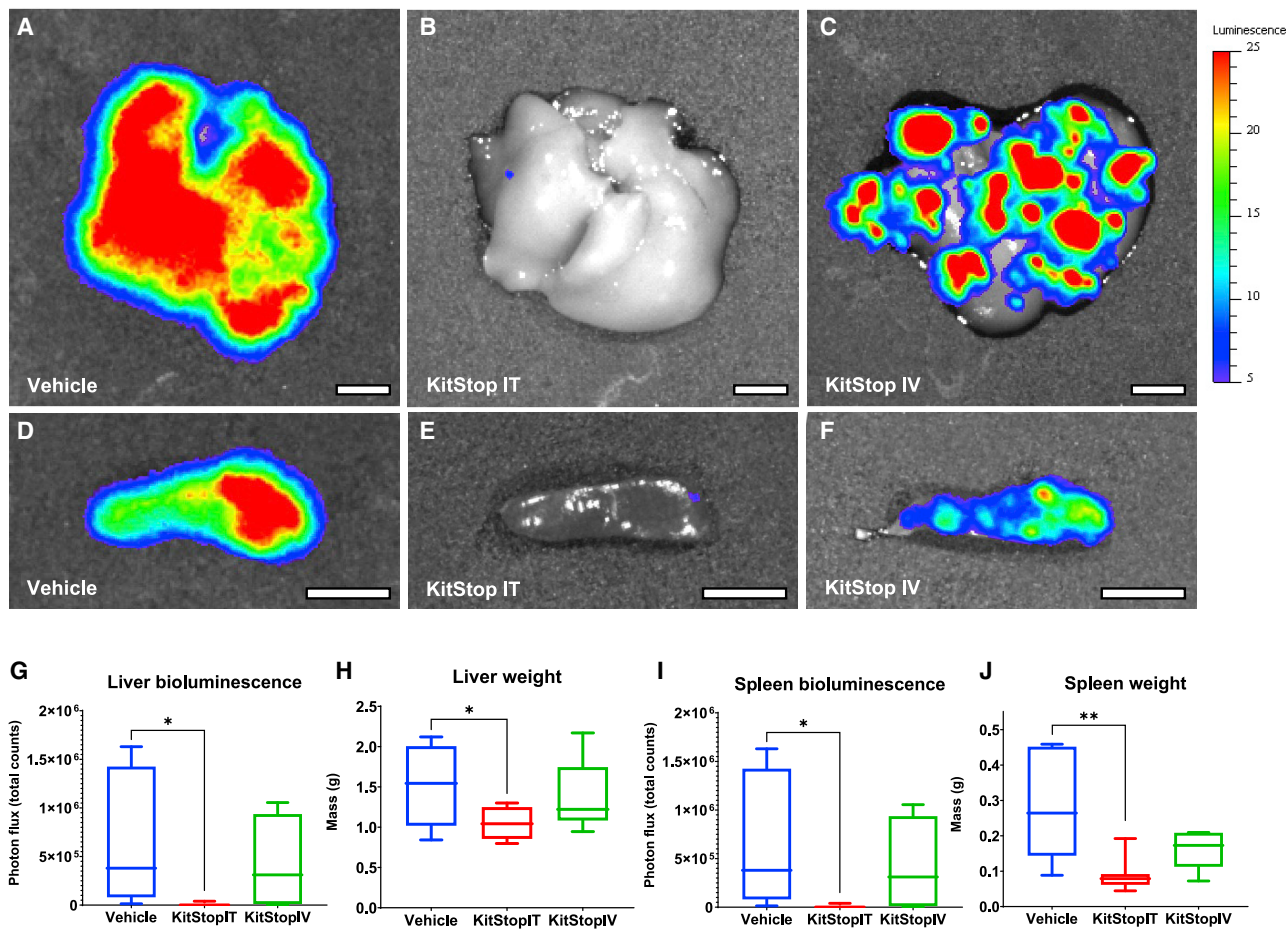 A
Vehicle
B
KitStop IT
C
KitStop IV
Luminescence
25
20
15
10
5
D
Vehicle
E
KitStop IT
F
KitStop IV
G
Liver bioluminescence
Photon flux (total counts)
2×10⁶
1.5×10⁶
1×10⁶
5×10⁵
0
*
Vehicle KitStopIT KitStopIV
H
Liver weight
Mass (g)
2.5
2.0
1.5
1.0
0.5
0.0
*
Vehicle KitStopIT KitStopIV
I
Spleen bioluminescence
Photon flux (total counts)
2×10⁶
1.5×10⁶
1×10⁶
5×10⁵
0
*
Vehicle KitStopIT KitStopIV
J
Spleen weight
Mass (g)
0.5
0.4
0.3
0.2
0.1
0.0
**
Vehicle KitStopIT KitStopIV